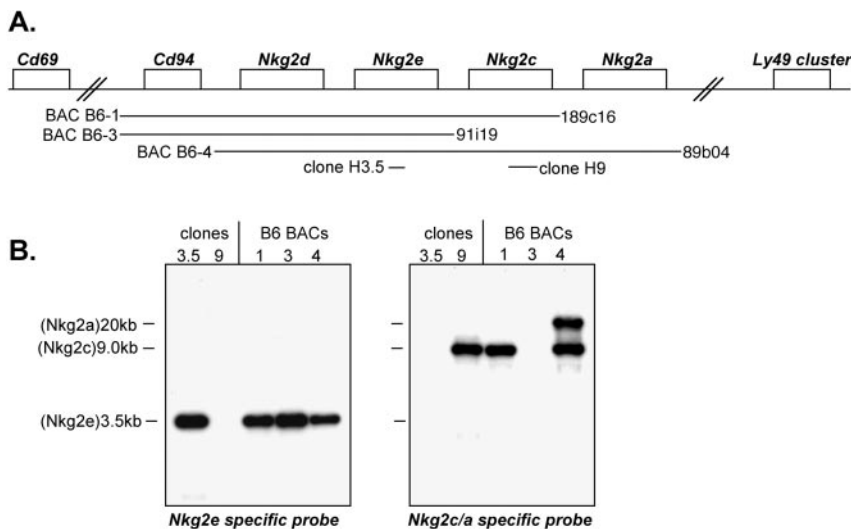 A.
Cd69 Cd94 Nkg2d Nkg2e Nkg2c Nkg2a Ly49 cluster
BAC B6-1 189c16
BAC B6-3 91i19
BAC B6-4 89b04
clone H3.5 clone H9
B.
clones B6 BACs clones B6 BACs
3.5 9 1 3 4 3.5 9 1 3 4
(Nkg2a)20kb
(Nkg2c)9.0kb
(Nkg2e)3.5kb
Nkg2e specific probe Nkg2c/a specific probe